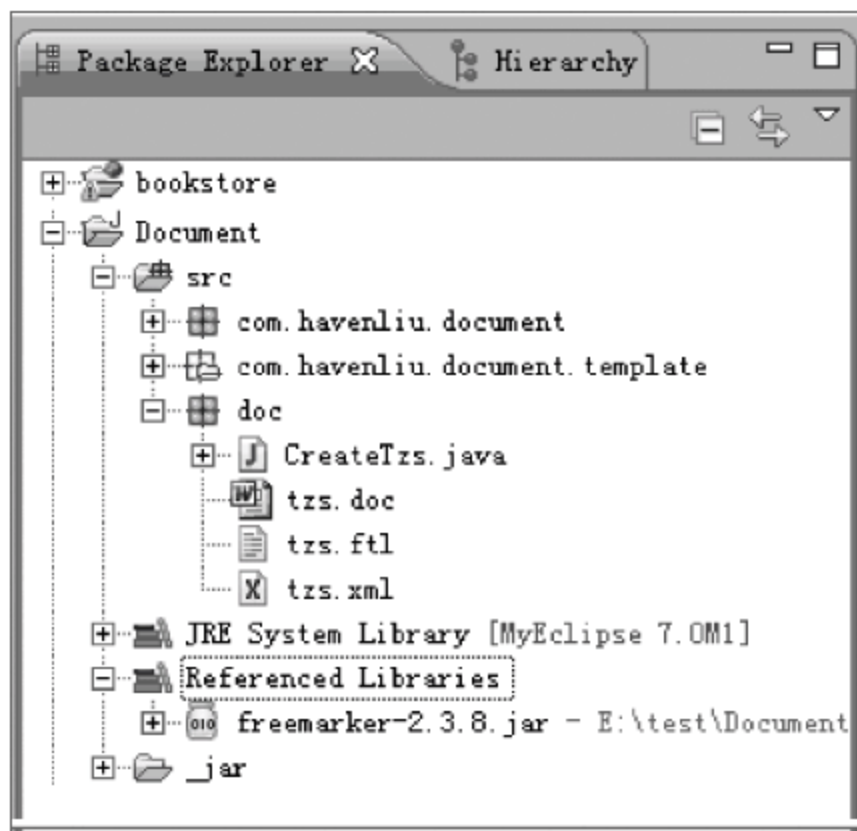 Package Explorer Hierarchy
bookstore
Document
src
com.havenliu.document
com.havenliu.document.template
doc
CreateTzs.java
tzs.doc
tzs.ftl
tzs.xml
JRE System Library [MyEclipse 7.0M1]
Referenced Libraries
freemarker-2.3.8.jar - E:\test\Document
_jar